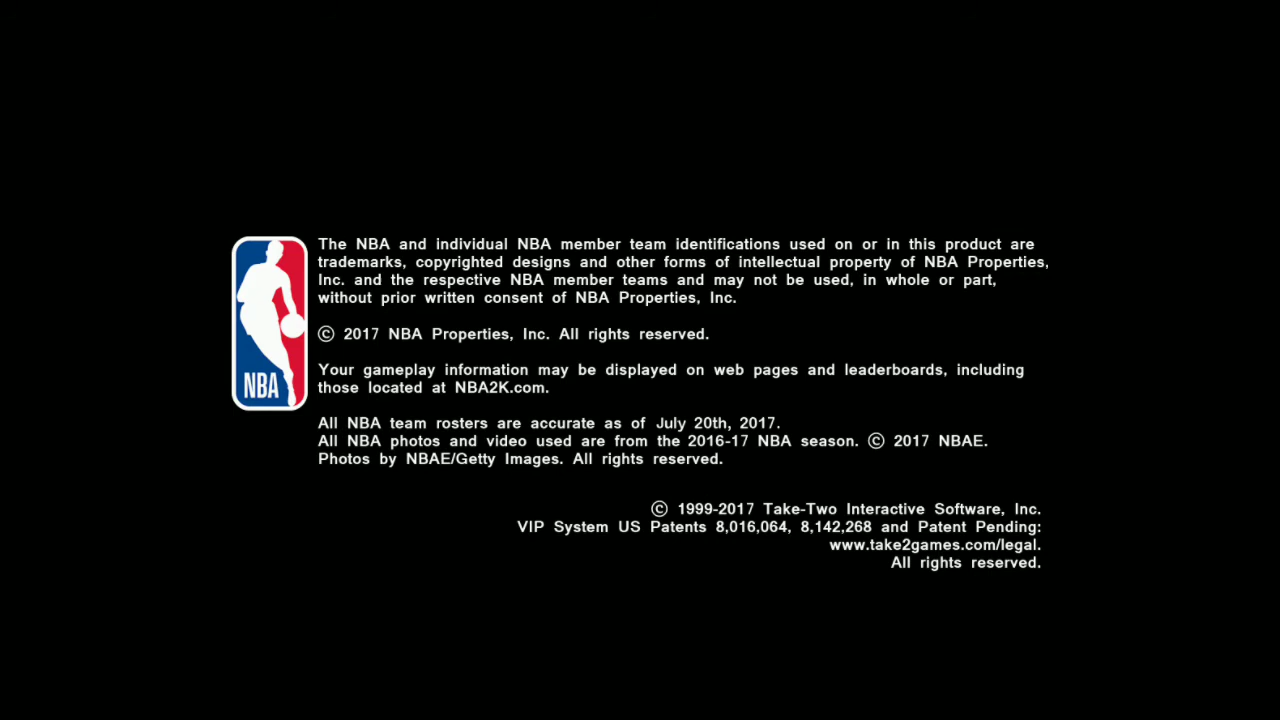 The NBA and individual NBA member team identifications used on or in this product are
trademarks, copyrighted designs and other forms of intellectual property of NBA Properties,
Inc. and the respective NBA member teams and may not be used, in whole or part,
without prior written consent of NBA Properties, Inc.
© 2017 NBA Properties, Inc. All rights reserved.
NBA
Your gameplay information may be displayed on web pages and leaderboards, including
those located at NBA2K.com.
All NBA team rosters are accurate as of July 20th, 2017.
All NBA photos and video used are from the 2016-17 NBA season. © 2017 NBAE.
Photos by NBAE/Getty Images. All rights reserved.
© 1999-2017 Take-Two Interactive Software, Inc.
VIP System US Patents 8,016,064, 8,142,268 and Patent Pending:
www.take2games.com/legal.
All rights reserved.